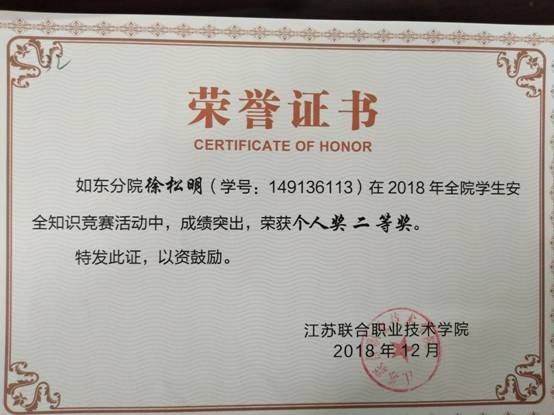 荣誉证书
CERTIFICATE OF HONOR
如东分院徐松明（学号：149136113）在2018年全院学生安
全知识竞赛活动中，成绩突出，荣获个人奖二等奖。
特发此证，以资鼓励。
江苏联合职业技术学院
2018年12月